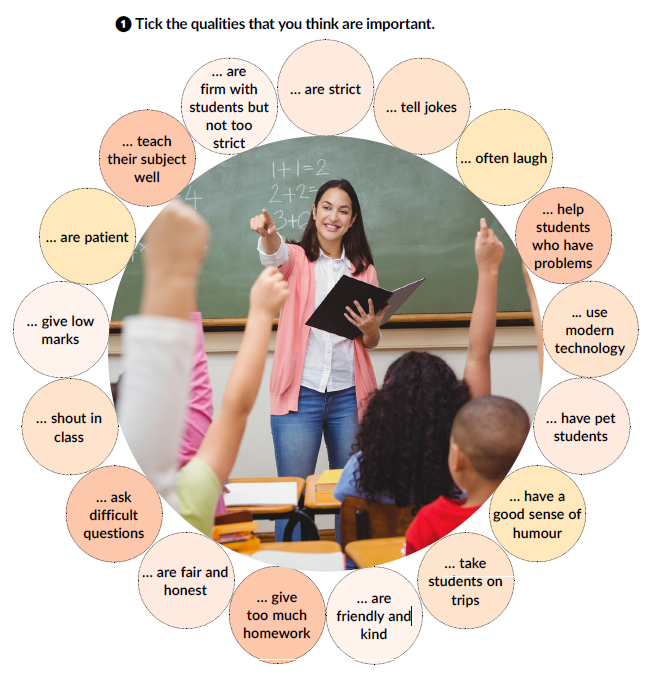 1 Tick the qualities that you think are important.
... are strict
... tell jokes
... often laugh
... help
students
who have
problems
... use
modern
technology
... have pet
students
... have a
good sense of
humour
... take
students on
trips
... are
friendly and
kind
... give
too much
homework
... are fair and
honest
... ask
difficult
questions
... shout in
class
... give low
marks
... are patient
... teach
their subject
well
... are
firm with
students but
not too
strict
1+1=2
2+2=
3+0
4